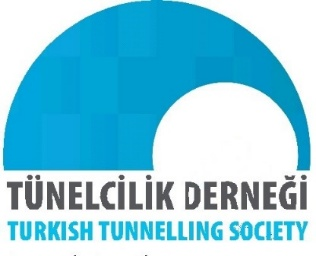 TÜNELCİLİK DERNEĞİ
TURKISH TUNNELLING SOCIETY